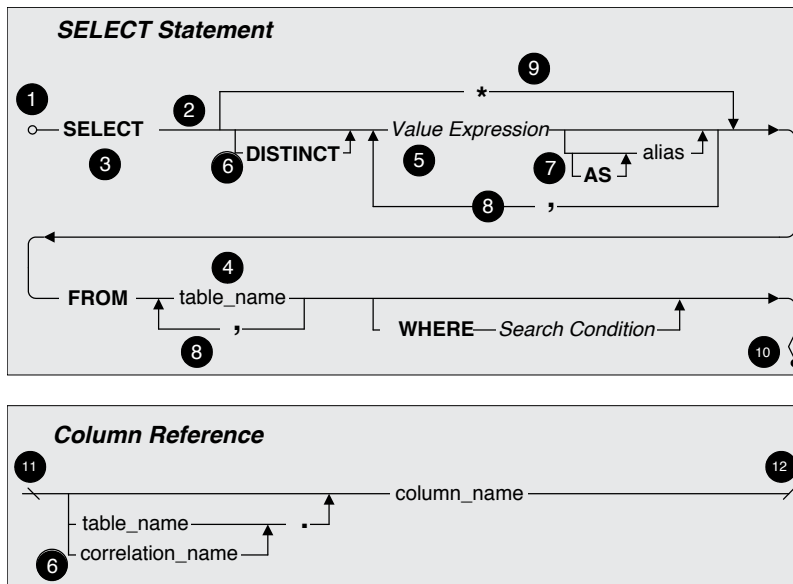 SELECT Statement
9
1
2
*
SELECT
Value Expression
3
6
DISTINCT
5
7
alias
AS
8
,
4
FROM
table_name
8
,
WHERE
Search Condition
10
Column Reference
11
12
column_name
table_name
.
6
correlation_name